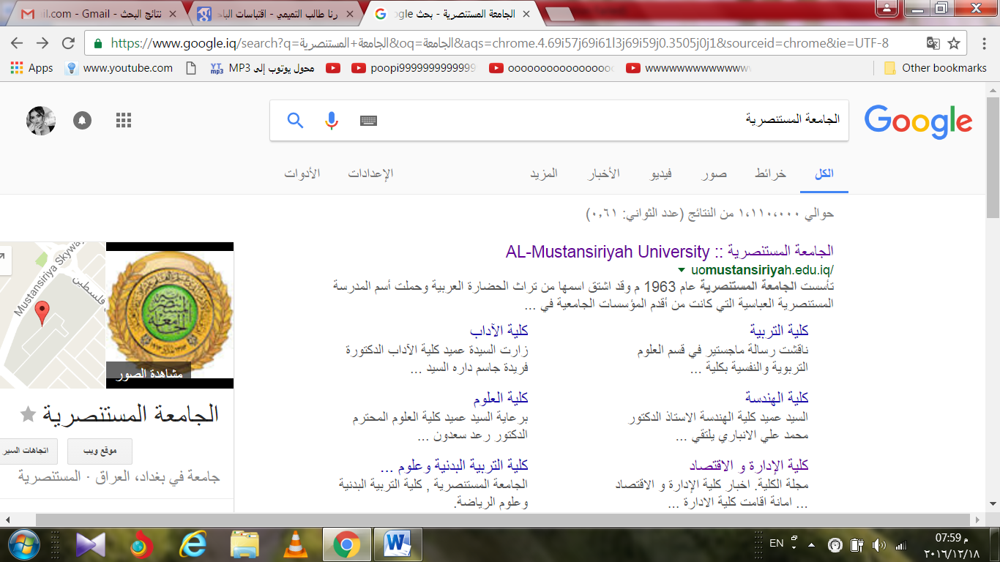 نتائج البحث - il.com - Gmail
رنا طالب التميمي - اقتباسات الباحث
الجامعة المستنصرية - بحث Google
https://www.google.iq/search?q=الجامعة+المستنصرية&oq=الجامعة&aqs=chrome.4.69i57j69i61l3j69i59j0.3505j0j1&sourceid=chrome&ie=UTF-8
Apps www.youtube.com YT mp3 محول يوتوب إلى MP3 poopi9999999999999 oooooooooooooooooo wwwwwwwwwwwww Other bookmarks
الجامعة المستنصرية
Google
الكل خرائط صور فيديو الأخبار المزيد الإعدادات الأدوات
حوالي ١،١١٠،٠٠٠ من النتائج (عدد الثواني: ٠,٦١)
الجامعة المستنصرية :: AL-Mustansiriyah University
uomustansiriyah.edu.iq/
تأسست الجامعة المستنصرية عام 1963 م وقد اشتق اسمها من تراث الحضارة العربية وحملت أسم المدرسة
المستنصرية العباسية التي كانت من أقدم المؤسسات الجامعية في ...
كلية التربية
ناقشت رسالة ماجستير في قسم العلوم
التربوية والنفسية بكلية ...
كلية الآداب
زارت السيدة عميد كلية الآداب الدكتورة
فريدة جاسم داره السيد ...
كلية الهندسة
السيد عميد كلية الهندسة الاستاذ الدكتور
محمد علي الانباري يلتقي ...
كلية العلوم
برعاية السيد عميد كلية العلوم المحترم
الدكتور رعد سعدون ...
كلية الإدارة و الاقتصاد
مجلة الكلية. اخبار كلية الإدارة و الاقتصاد
... امانة اقامت كلية الادارة ...
كلية التربية البدنية وعلوم ...
الجامعة المستنصرية , كلية التربية البدنية
وعلوم الرياضة.
Mustansiriya Skyway
فلسطين
مشاهدة الصور
الجامعة المستنصرية
موقع ويب
اتجاهات السير
جامعة في بغداد، العراق · المستنصرية
EN
07:59 م
٢٠١٦/١٢/١٨